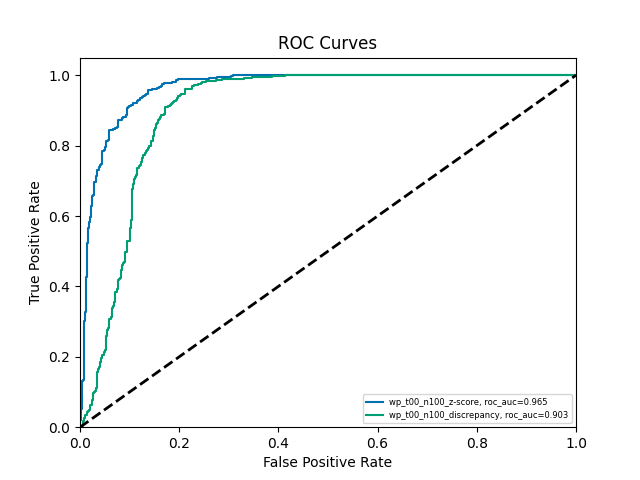 ROC Curves
1.0
0.8
0.6
0.4
0.2
0.0
True Positive Rate
0.0 0.2 0.4 0.6 0.8 1.0
False Positive Rate
wp_t00_n100_z-score, roc_auc=0.965
wp_t00_n100_discrepancy, roc_auc=0.903